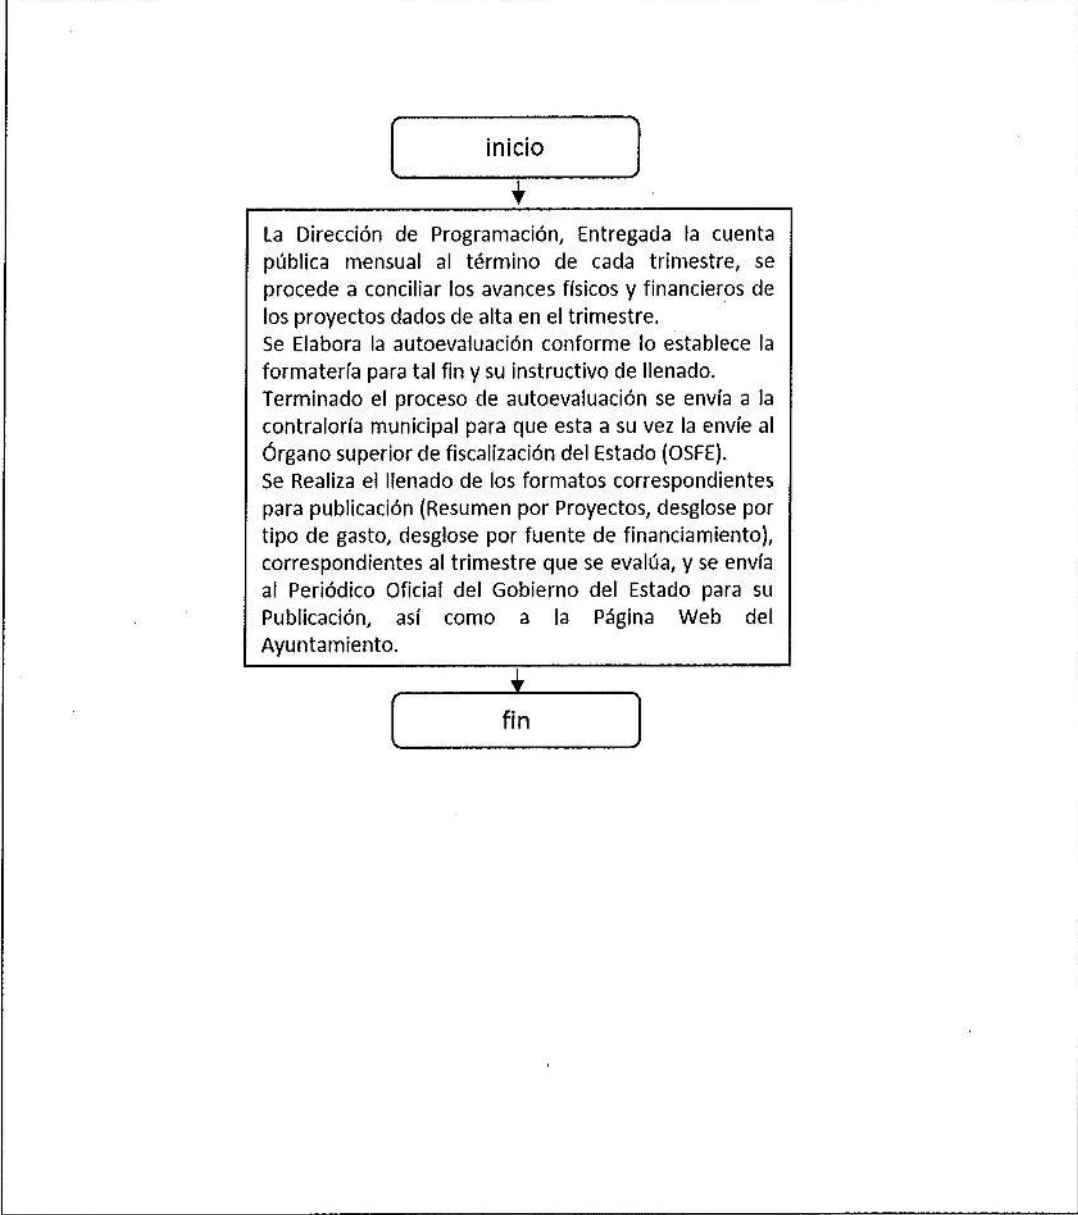 inicio
La Dirección de Programación, Entregada la cuenta
pública mensual al término de cada trimestre, se
procede a conciliar los avances físicos y financieros de
los proyectos dados de alta en el trimestre.
Se Elabora la autoevaluación conforme lo establece la
formatería para tal fin y su instructivo de llenado.
Terminado el proceso de autoevaluación se envía a la
contraloría municipal para que esta a su vez la envíe al
Órgano superior de fiscalización del Estado (OSFE).
Se Realiza el llenado de los formatos correspondientes
para publicación (Resumen por Proyectos, desglose por
tipo de gasto, desglose por fuente de financiamiento),
correspondientes al trimestre que se evalúa, y se envía
al Periódico Oficial del Gobierno del Estado para su
Publicación, así como a la Página Web del
Ayuntamiento.
fin